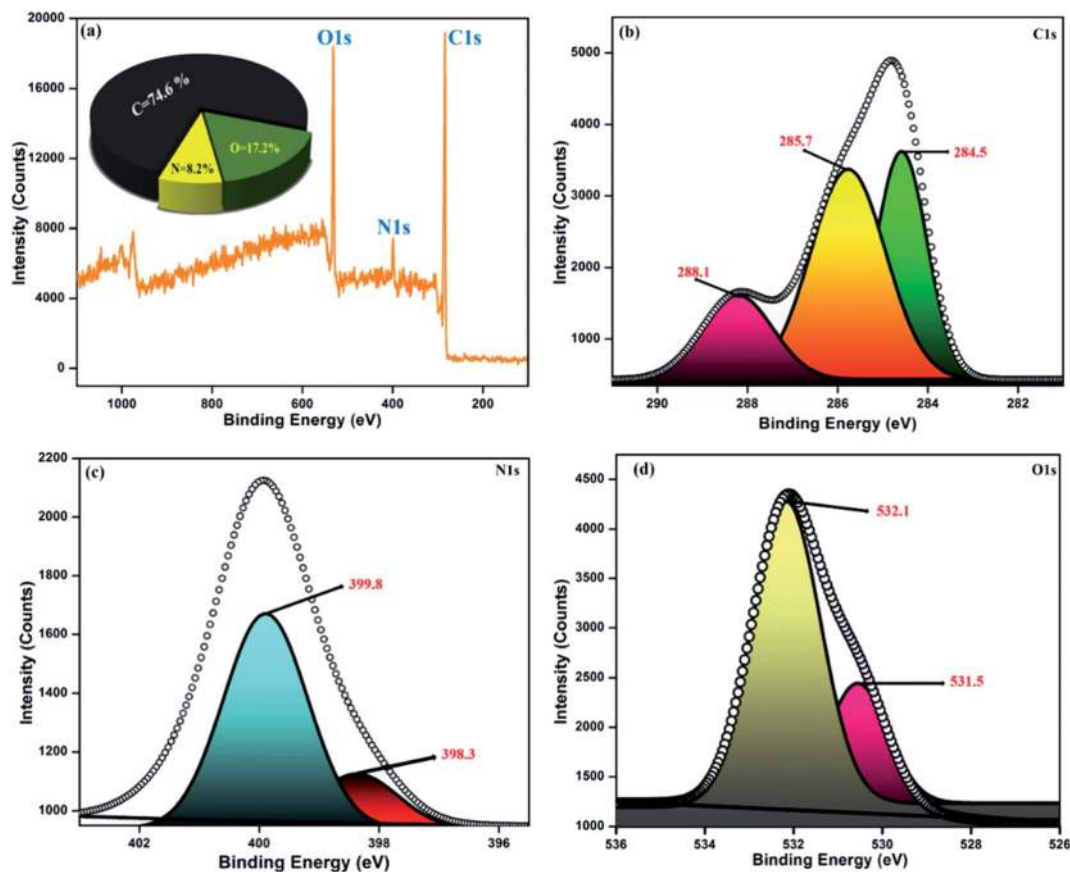 (a)
20000
16000
12000
8000
4000
0
Intensity (Counts)
O1s
C1s
N1s
C=74.6 %
N=8.2%
O=17.2%
1000 800 600 400 200
Binding Energy (eV)
(b)
C1s
5000
4000
3000
2000
1000
Intensity (Counts)
285.7
284.5
288.1
290 288 286 284 282
Binding Energy (eV)
(c)
N1s
2200
2000
1800
1600
1400
1200
1000
Intensity (Counts)
399.8
398.3
402 400 398 396
Binding Energy (eV)
(d)
O1s
4500
4000
3500
3000
2500
2000
1500
1000
Intensity (Counts)
532.1
531.5
536 534 532 530 528 526
Binding Energy (eV)